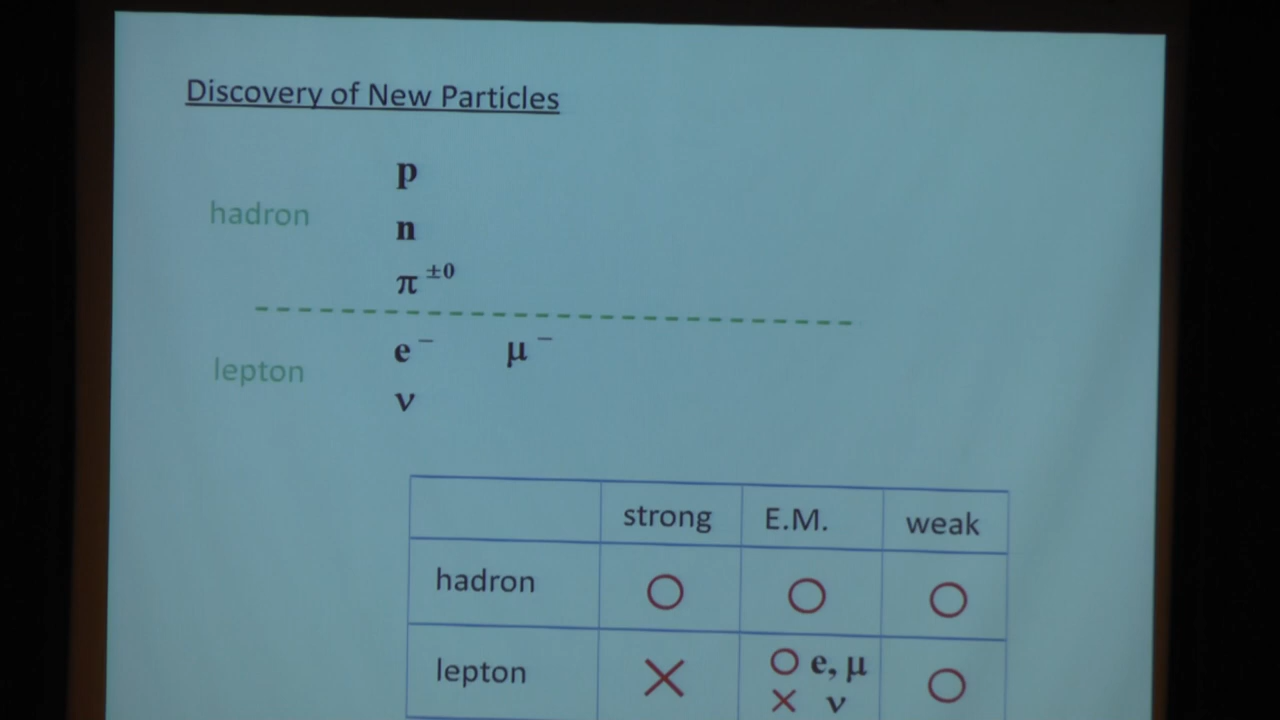 Discovery of New Particles
p
hadron
n
π ±0
e − μ −
lepton
ν
strong E.M. weak
hadron ○ ○ ○
lepton × ○ e, μ ○
× ν